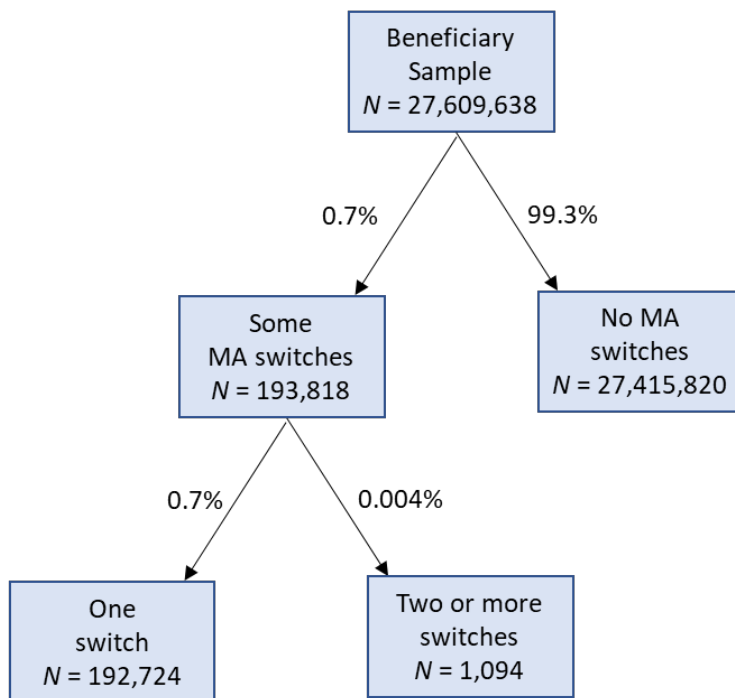 Beneficiary
Sample
N = 27,609,638
0.7%
99.3%
Some
MA switches
N = 193,818
No MA
switches
N = 27,415,820
0.7%
0.004%
One
switch
N = 192,724
Two or more
switches
N = 1,094